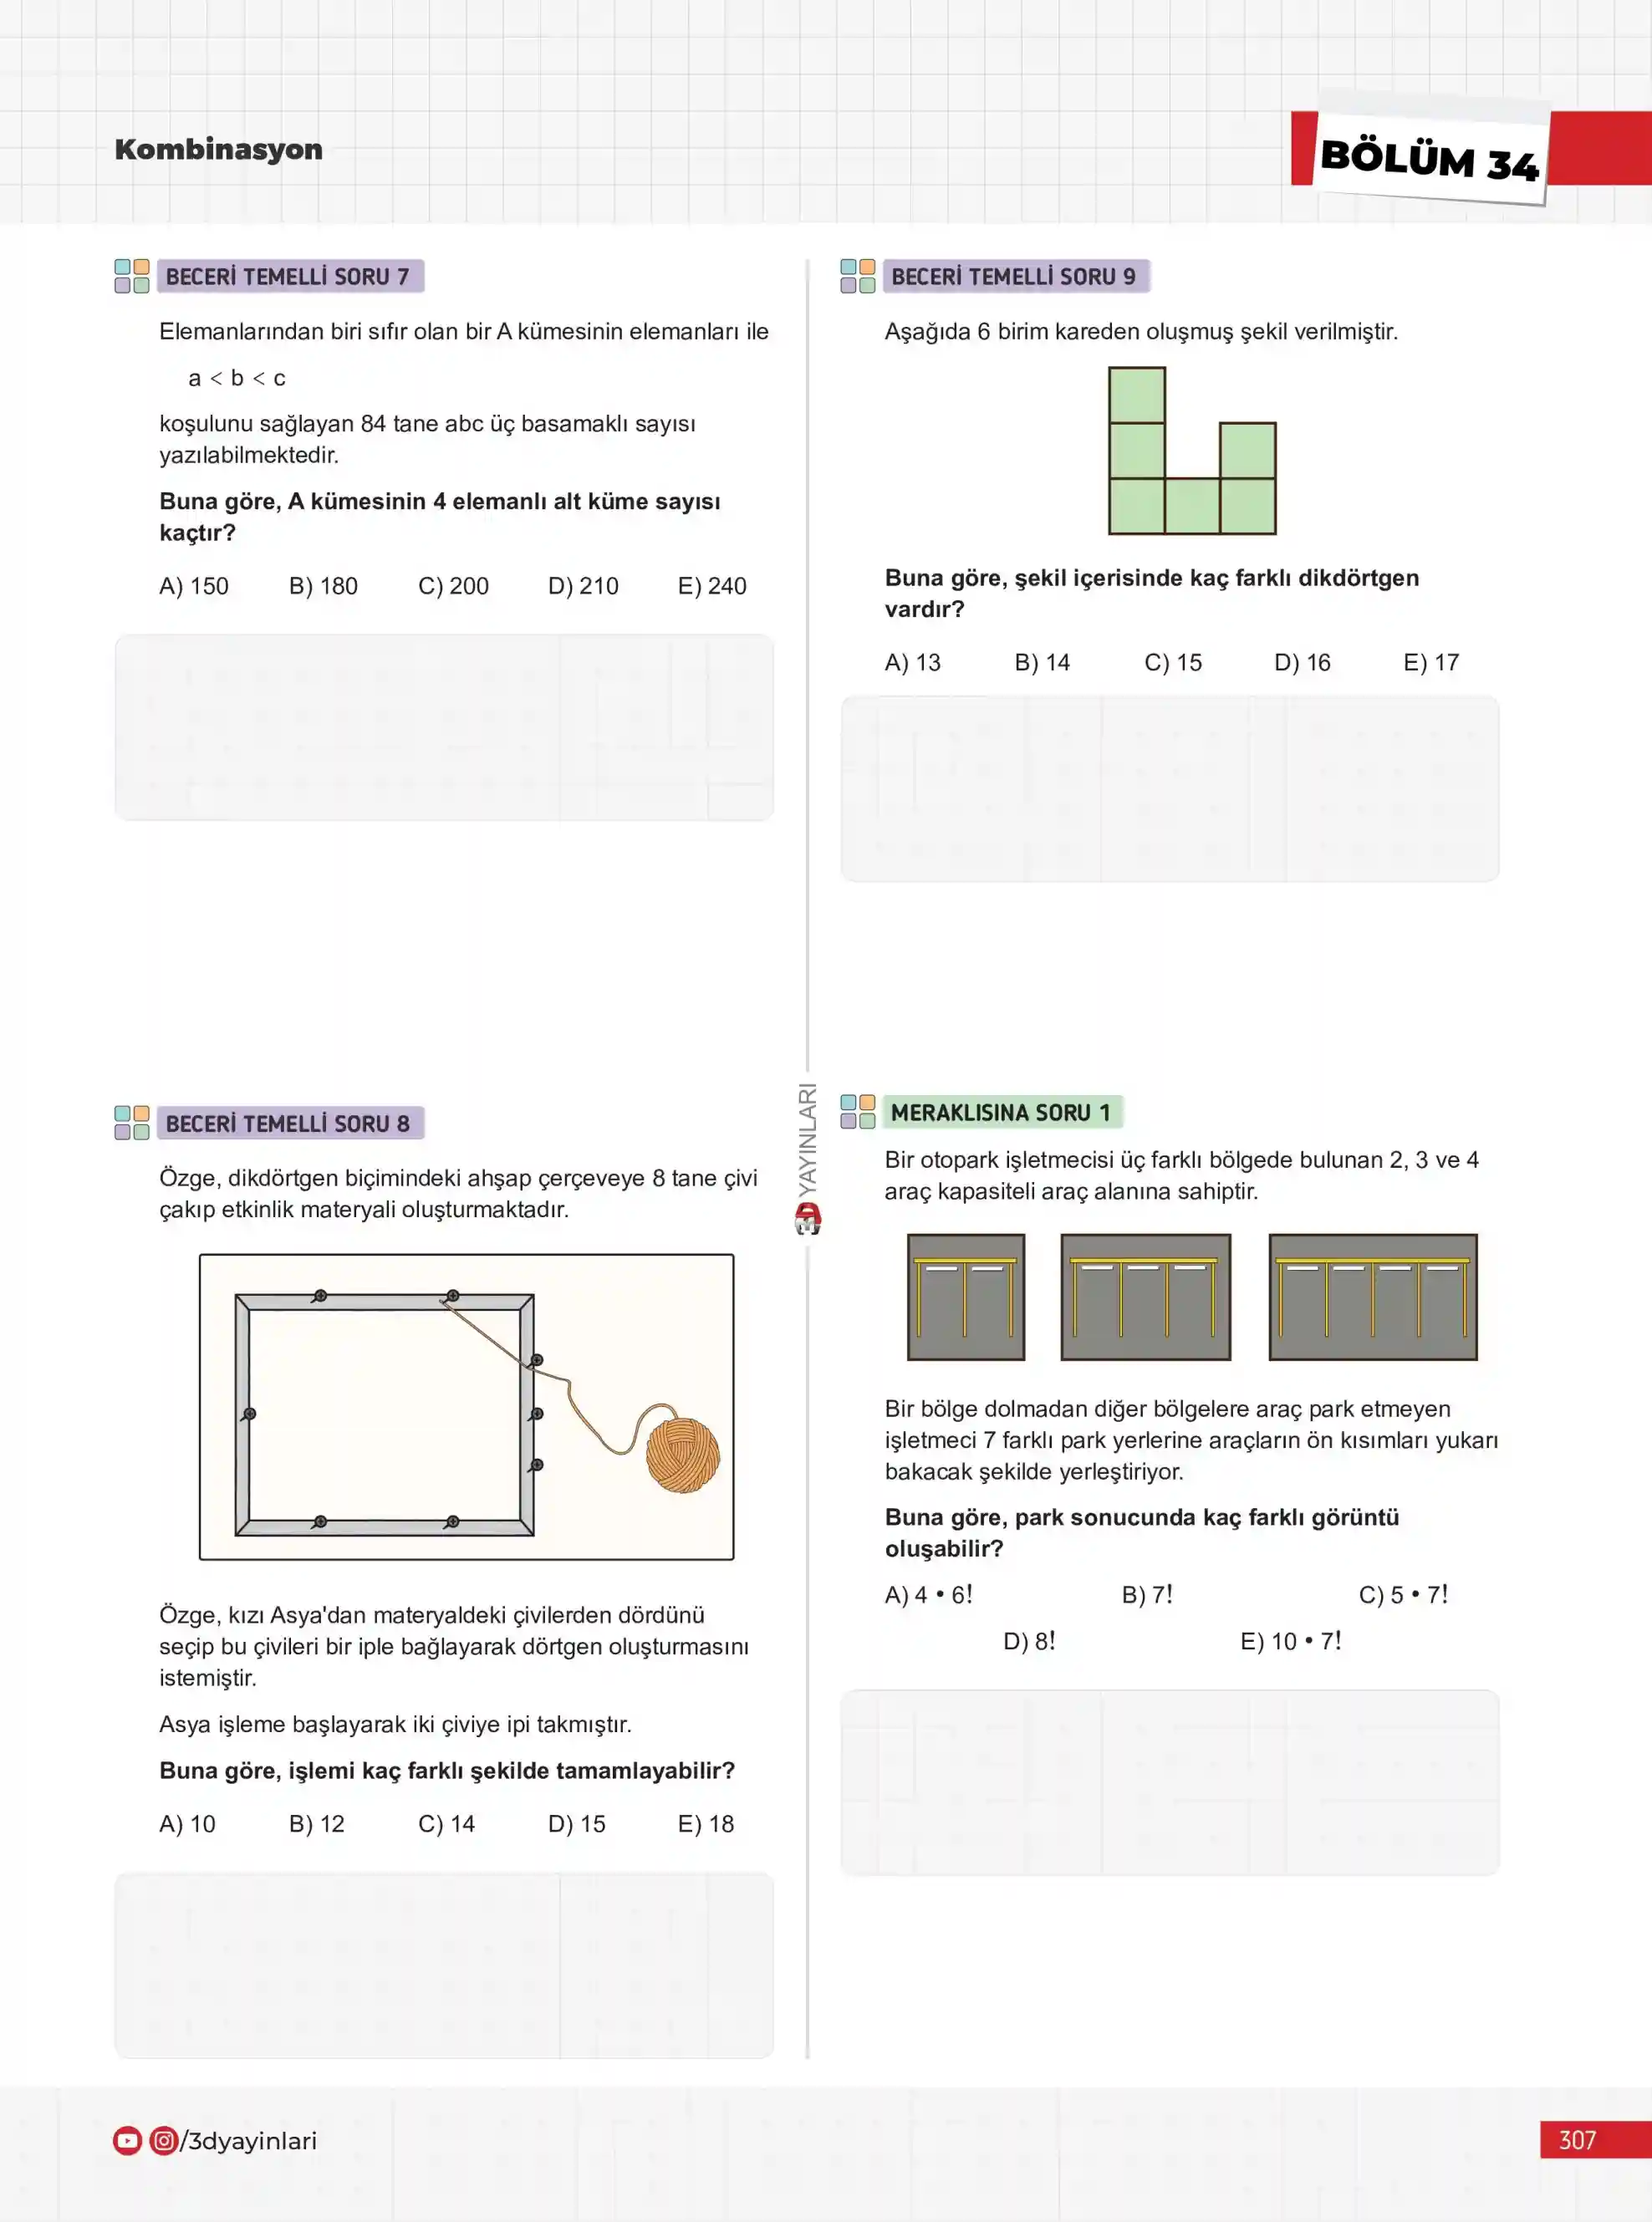 Kombinasyon
BÖLÜM 34
BECERİ TEMELLİ SORU 7
Elemanlarından biri sıfır olan bir A kümesinin elemanları ile
a < b < c
koşulunu sağlayan 84 tane abc üç basamaklı sayısı
yazılabilmektedir.
Buna göre, A kümesinin 4 elemanlı alt küme sayısı
kaçtır?
A) 150 B) 180 C) 200 D) 210 E) 240
BECERİ TEMELLİ SORU 8
Özge, dikdörtgen biçimindeki ahşap çerçeveye 8 tane çivi
çakıp etkinlik materyali oluşturmaktadır.
Özge, kızı Asya'dan materyaldeki çivilerden dördünü
seçip bu çivileri bir iple bağlayarak dörtgen oluşturmasını
istemiştir.
Asya işleme başlayarak iki çiviye ipi takmıştır.
Buna göre, işlemi kaç farklı şekilde tamamlayabilir?
A) 10 B) 12 C) 14 D) 15 E) 18
YAYINLARI
BECERİ TEMELLİ SORU 9
Aşağıda 6 birim kareden oluşmuş şekil verilmiştir.
Buna göre, şekil içerisinde kaç farklı dikdörtgen
vardır?
A) 13 B) 14 C) 15 D) 16 E) 17
MERAKLISINA SORU 1
Bir otopark işletmecisi üç farklı bölgede bulunan 2, 3 ve 4
araç kapasiteli araç alanına sahiptir.
Bir bölge dolmadan diğer bölgelere araç park etmeyen
işletmeci 7 farklı park yerlerine araçların ön kısımları yukarı
bakacak şekilde yerleştiriyor.
Buna göre, park sonucunda kaç farklı görüntü
oluşabilir?
A) 4 • 6! B) 7! C) 5 • 7!
D) 8! E) 10 • 7!
/3dyayinlari
307